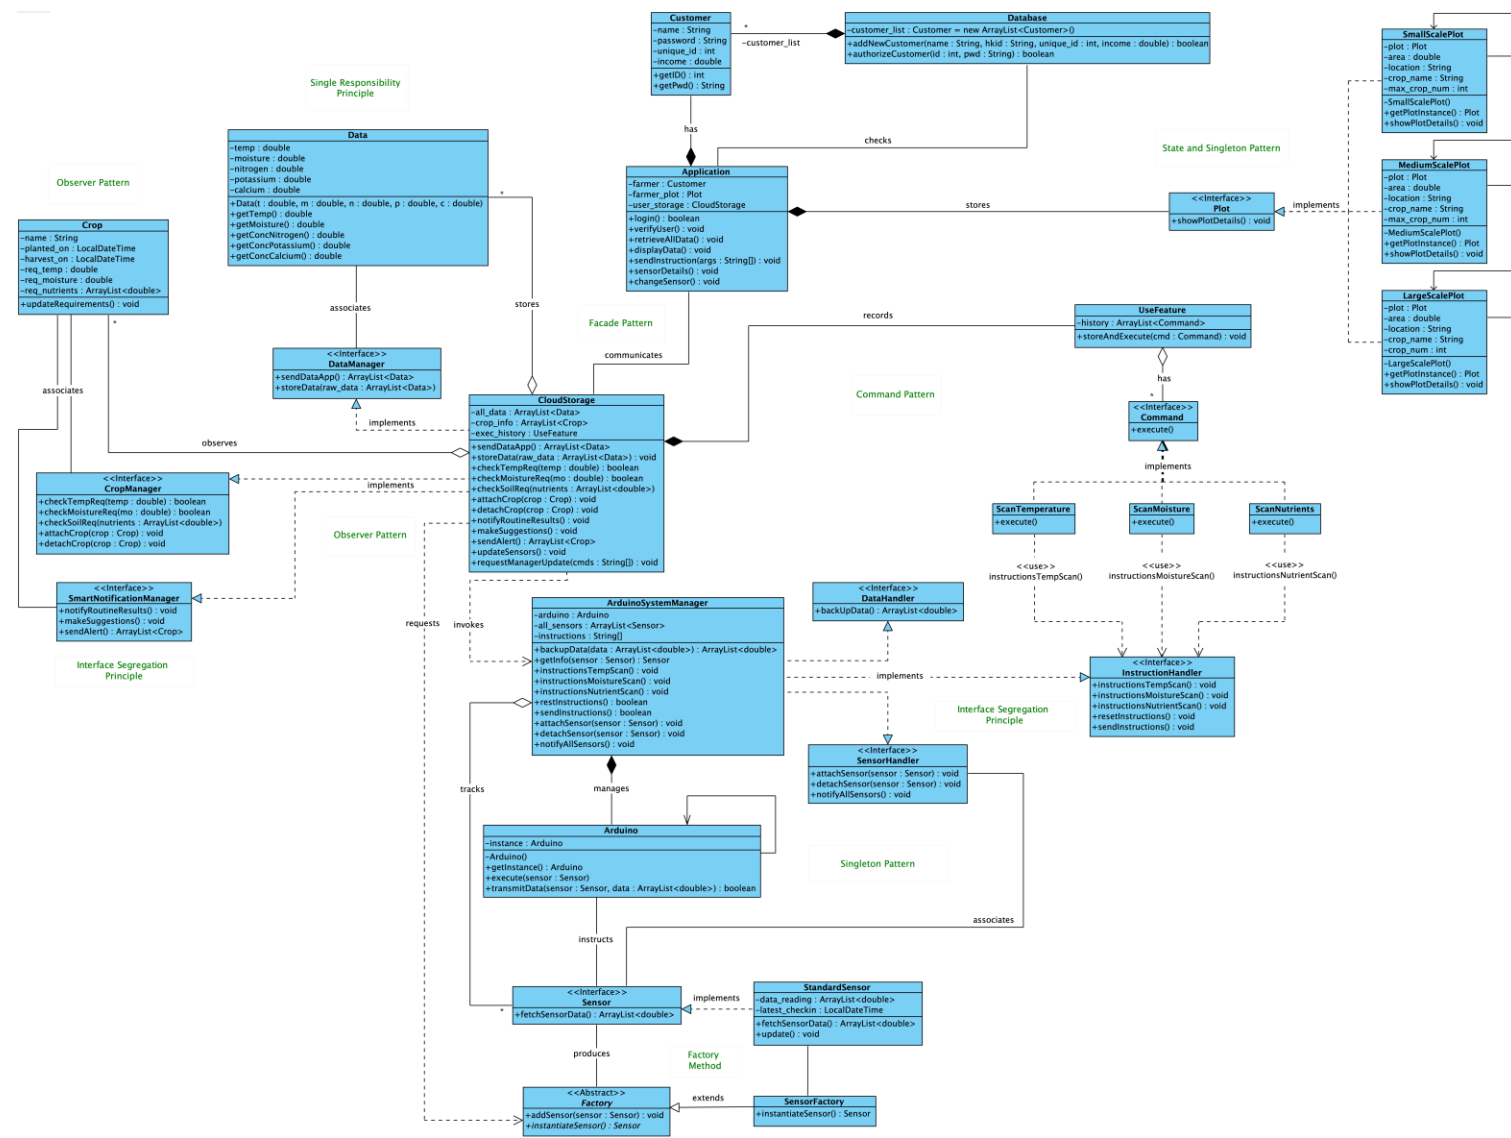 Customer
-name : String
-password : String
-unique_id : int
-income : double
+getID() : int
+getPwd() : String
*
-customer_list
Database
-customer_list : Customer = new ArrayList<Customer>()
+addNewCustomer(name : String, hkid : String, unique_id : int, income : double) : boolean
+authorizeCustomer(id : int, pwd : String) : boolean
SmallScalePlot
-plot : Plot
-area : double
-location : String
-crop_name : String
-max_crop_num : int
-SmallScalePlot()
+getPlotInstance() : Plot
+showPlotDetails() : void
Single Responsibility
Principle
has
checks
Data
-temp : double
-moisture : double
-nitrogen : double
-potassium : double
-calcium : double
+Data(t : double, m : double, n : double, p : double, c : double)
+getTemp() : double
+getMoisture() : double
+getConcNitrogen() : double
+getConcPotassium() : double
+getConcCalcium() : double
*
State and Singleton Pattern
MediumScalePlot
-plot : Plot
-area : double
-location : String
-crop_name : String
-max_crop_num : int
-MediumScalePlot()
+getPlotInstance() : Plot
+showPlotDetails() : void
Application
-farmer : Customer
-farmer_plot : Plot
-user_storage : CloudStorage
+login() : boolean
+verifyUser() : void
+retrieveAllData() : void
+displayData() : void
+sendInstruction(args : String[]) : void
+sensorDetails() : void
+changeSensor() : void
stores
<<Interface>>
Plot
+showPlotDetails() : void
implements
Observer Pattern
Crop
-name : String
-planted_on : LocalDateTime
-harvest_on : LocalDateTime
-req_temp : double
-req_moisture : double
-req_nutrients : ArrayList<double>
+updateRequirements() : void
*
LargeScalePlot
-plot : Plot
-area : double
-location : String
-crop_name : String
-crop_num : int
-LargeScalePlot()
+getPlotInstance() : Plot
+showPlotDetails() : void
associates
stores
Facade Pattern
records
UseFeature
-history : ArrayList<Command>
+storeAndExecute(cmd : Command) : void
communicates
<<Interface>>
DataManager
+sendDataApp() : ArrayList<Data>
+storeData(raw_data : ArrayList<Data>)
implements
associates
has
*
Command Pattern
<<Interface>>
Command
+execute()
implements
CloudStorage
-all_data : ArrayList<Data>
-crop_info : ArrayList<Crop>
-exec_history : UseFeature
+sendDataApp() : ArrayList<Data>
+storeData(raw_data : ArrayList<Data>) : void
+checkTempReq(temp : double) : boolean
+checkMoistureReq(mo : double) : boolean
+checkSoilReq(nutrients : ArrayList<double>)
+attachCrop(crop : Crop) : void
+detachCrop(crop : Crop) : void
+notifyRoutineResults() : void
+makeSuggestions() : void
+sendAlert() : ArrayList<Crop>
+updateSensors() : void
+requestManagerUpdate(cmds : String[]) : void
observes
implements
<<Interface>>
CropManager
+checkTempReq(temp : double) : boolean
+checkMoistureReq(mo : double) : boolean
+checkSoilReq(nutrients : ArrayList<double>)
+attachCrop(crop : Crop) : void
+detachCrop(crop : Crop) : void
Observer Pattern
ScanTemperature
+execute()
ScanMoisture
+execute()
ScanNutrients
+execute()
<<use>>
instructionsTempScan()
<<use>>
instructionsMoistureScan()
<<use>>
instructionsNutrientScan()
<<Interface>>
SmartNotificationManager
+notifyRoutineResults() : void
+makeSuggestions() : void
+sendAlert() : ArrayList<Crop>
Interface Segregation
Principle
requests
invokes
ArduinoSystemManager
-arduino : Arduino
-all_sensors : ArrayList<Sensor>
-instructions : String[]
+backupData(data : ArrayList<double>) : ArrayList<double>
+getInfo(sensor : Sensor) : Sensor
+instructionsTempScan() : void
+instructionsMoistureScan() : void
+instructionsNutrientScan() : void
+restInstructions() : boolean
+sendInstructions() : boolean
+attachSensor(sensor : Sensor) : void
+detachSensor(sensor : Sensor) : void
+notifyAllSensors() : void
<<Interface>>
DataHandler
+backUpData() : ArrayList<double>
implements
<<Interface>>
InstructionHandler
+instructionsTempScan() : void
+instructionsMoistureScan() : void
+instructionsNutrientScan() : void
+resetInstructions() : void
+sendInstructions() : void
Interface Segregation
Principle
<<Interface>>
SensorHandler
+attachSensor(sensor : Sensor) : void
+detachSensor(sensor : Sensor) : void
+notifyAllSensors() : void
tracks
manages
Arduino
-instance : Arduino
-Arduino()
+getInstance() : Arduino
+execute(sensor : Sensor)
+transmitData(sensor : Sensor, data : ArrayList<double>) : boolean
Singleton Pattern
associates
instructs
<<Interface>>
Sensor
+fetchSensorData() : ArrayList<double>
*
implements
StandardSensor
-data_reading : ArrayList<double>
-latest_checkin : LocalDateTime
+fetchSensorData() : ArrayList<double>
+update() : void
produces
Factory
Method
<<Abstract>>
Factory
+addSensor(sensor : Sensor) : void
+instantiateSensor() : Sensor
extends
SensorFactory
+instantiateSensor() : Sensor